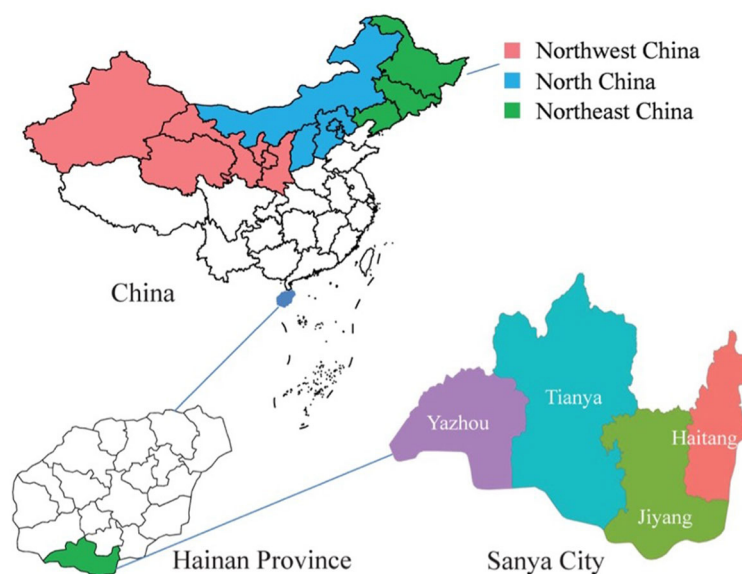 Northwest China
North China
Northeast China
China
Tianya
Yazhou
Haitang
Jiyang
Hainan Province
Sanya City